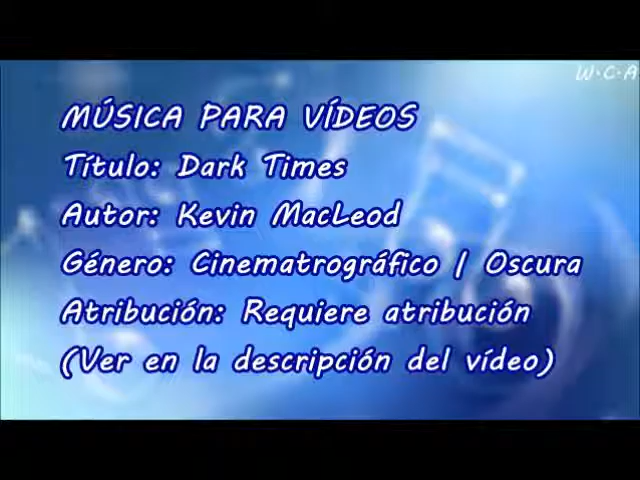 W.C.A
MÚSICA PARA VÍDEOS
Título: Dark Times
Autor: Kevin MacLeod
Género: Cinematrográfico | Oscura
Atribución: Requiere atribución
(Ver en la descripción del vídeo)